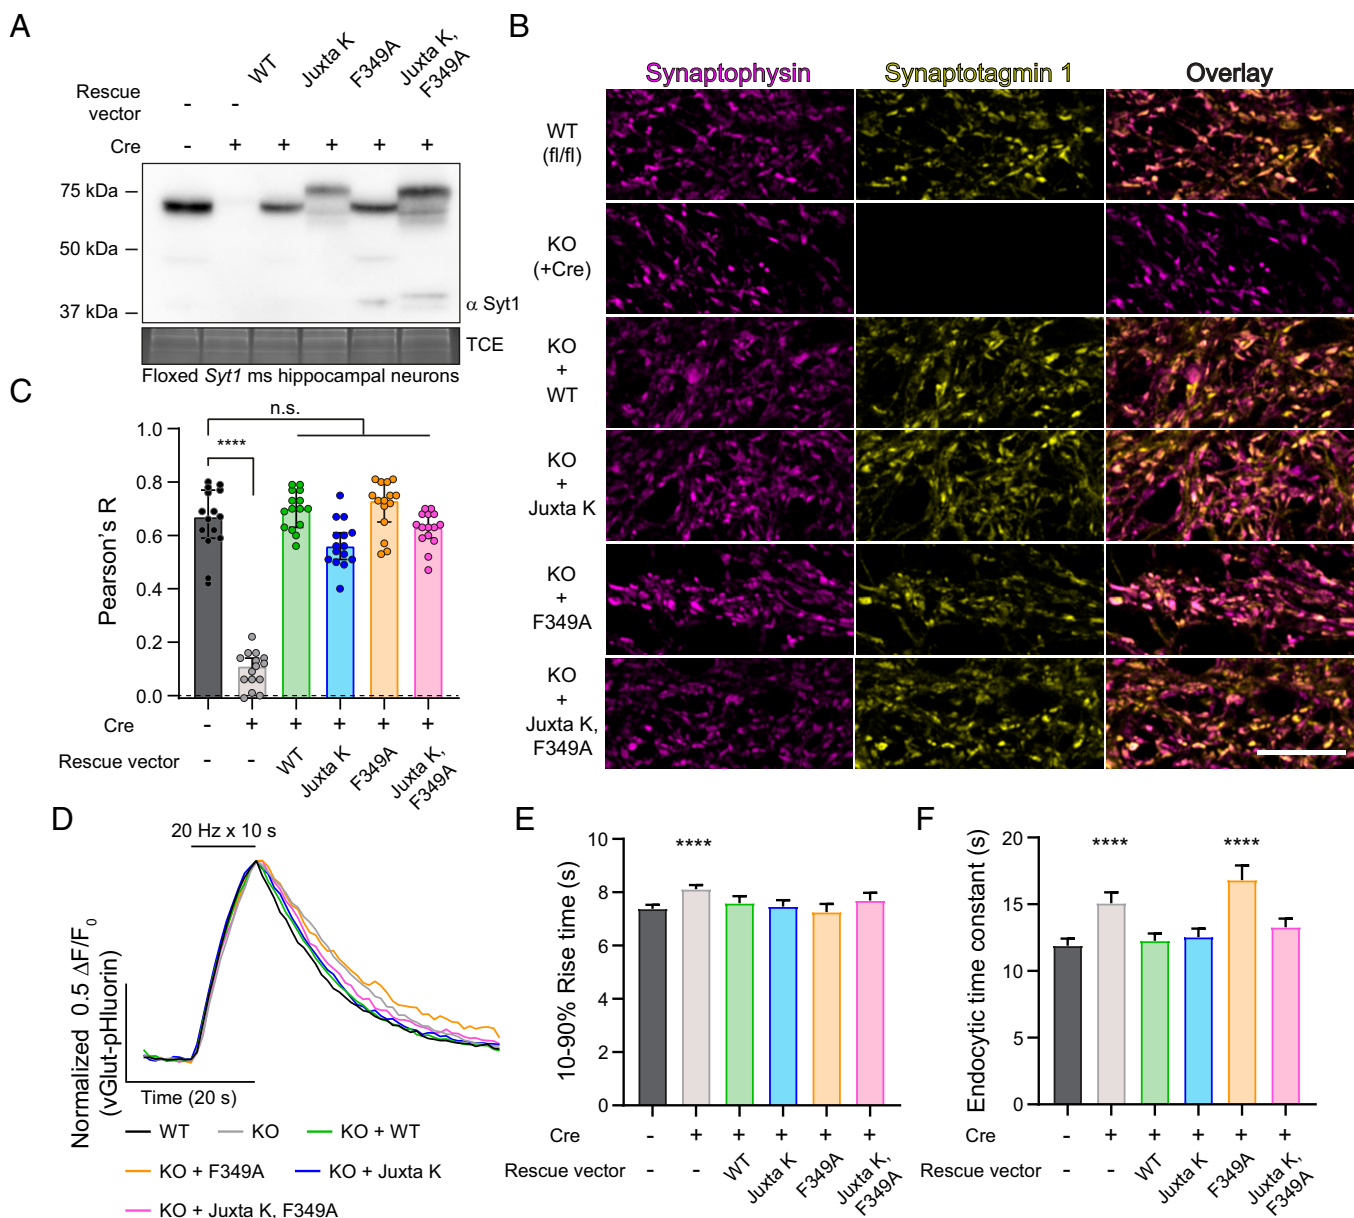 A
WT
Juxta K
F349A
Juxta K,
F349A
Rescue
vector
- -
Cre
- + + + + +
75 kDa
50 kDa
37 kDa
α Syt1
TCE
Floxed Syt1 ms hippocampal neurons
B
Synaptophysin Synaptotagmin 1 Overlay
WT
(fl/fl)
KO
(+Cre)
KO
+
WT
KO
+
Juxta K
KO
+
F349A
KO
+
Juxta K,
F349A
C
n.s.
****
1.0
0.8
0.6
0.4
0.2
0.0
Pearson's R
Cre - + + + + +
Rescue vector - - WT Juxta K F349A Juxta K,
F349A
D
20 Hz x 10 s
Normalized 0.5 ΔF/F0
(vGlut-pHluorin)
Time (20 s)
WT KO KO + WT
KO + F349A KO + Juxta K
KO + Juxta K, F349A
E
10-90% Rise time (s)
10
8
6
4
2
0
****
Cre - + + + + +
Rescue vector - - WT Juxta K F349A Juxta K,
F349A
F
Endocytic time constant (s)
20
15
10
5
0
**** ****
Cre - + + + + +
Rescue vector - - WT Juxta K F349A Juxta K,
F349A